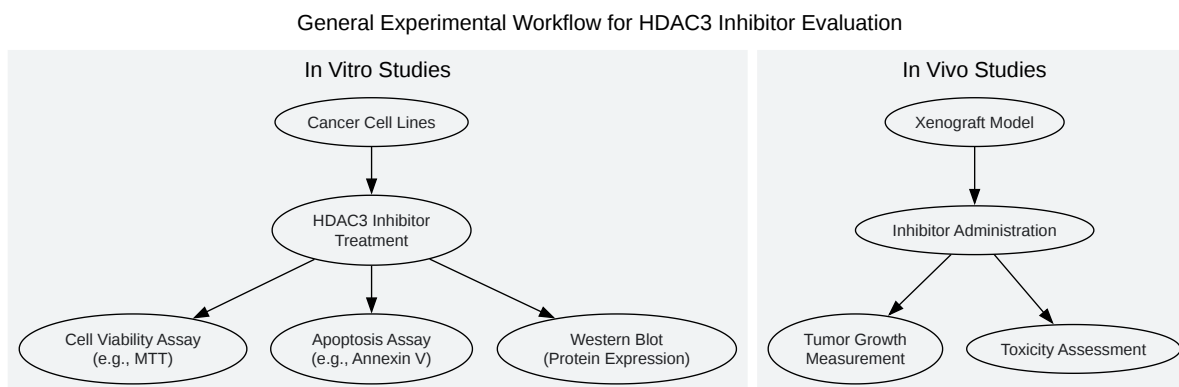 General Experimental Workflow for HDAC3 Inhibitor Evaluation
In Vitro Studies
Cancer Cell Lines
HDAC3 Inhibitor
Treatment
Cell Viability Assay
(e.g., MTT)
Apoptosis Assay
(e.g., Annexin V)
Western Blot
(Protein Expression)
In Vivo Studies
Xenograft Model
Inhibitor Administration
Tumor Growth
Measurement
Toxicity Assessment